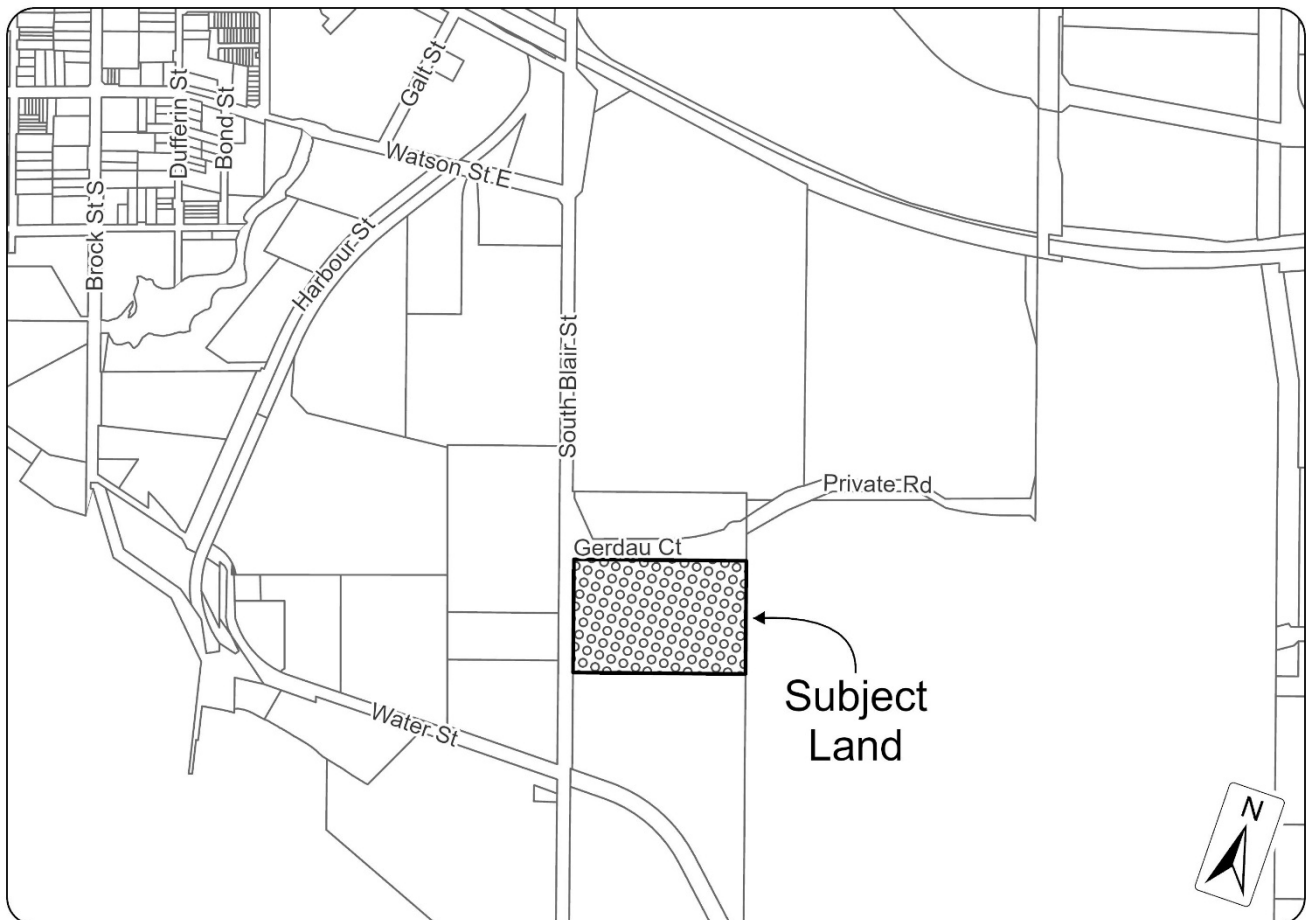 Galt St
Dufferin St
Bond St
Watson St E
Brock St S
Harbour St
South Blair St
Private Rd
Gerdau Ct
Subject
Land
Water St
N